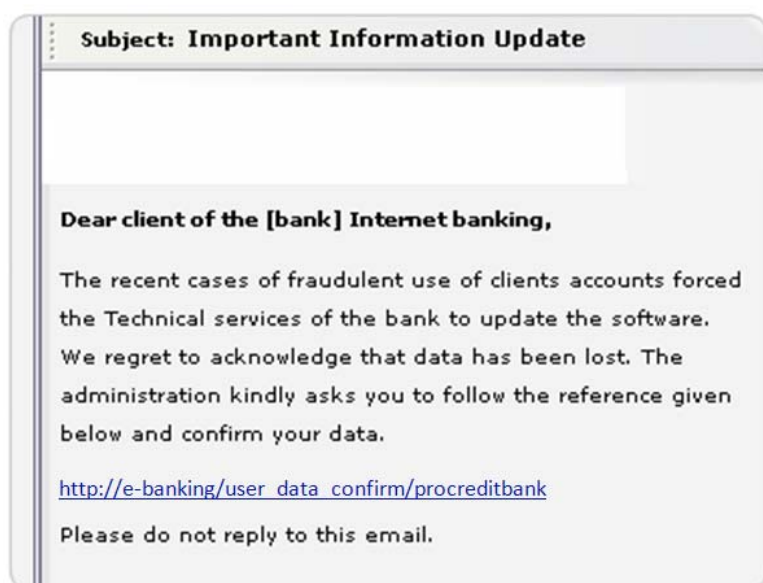 Subject: Important Information Update
Dear client of the [bank] Internet banking,
The recent cases of fraudulent use of clients accounts forced
the Technical services of the bank to update the software.
We regret to acknowledge that data has been lost. The
administration kindly asks you to follow the reference given
below and confirm your data.
http://e-banking/user_data_confirm/procreditbank
Please do not reply to this email.